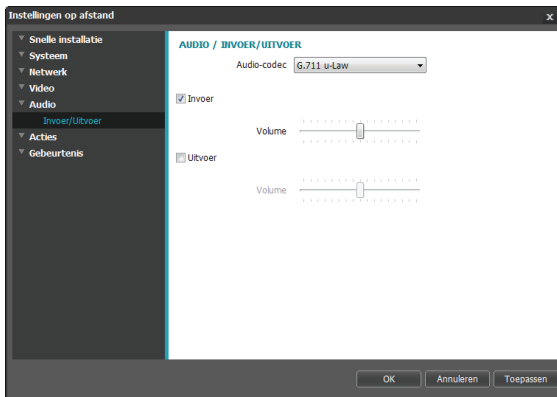 Instellingen op afstand
x
Snelle installatie
Systeem
Netwerk
Video
Audio
Invoer/Uitvoer
Acties
Gebeurtenis
AUDIO / INVOER/UITVOER
Audio-codec G.711 u-Law
Invoer
Volume
Uitvoer
Volume
OK Annuleren Toepassen